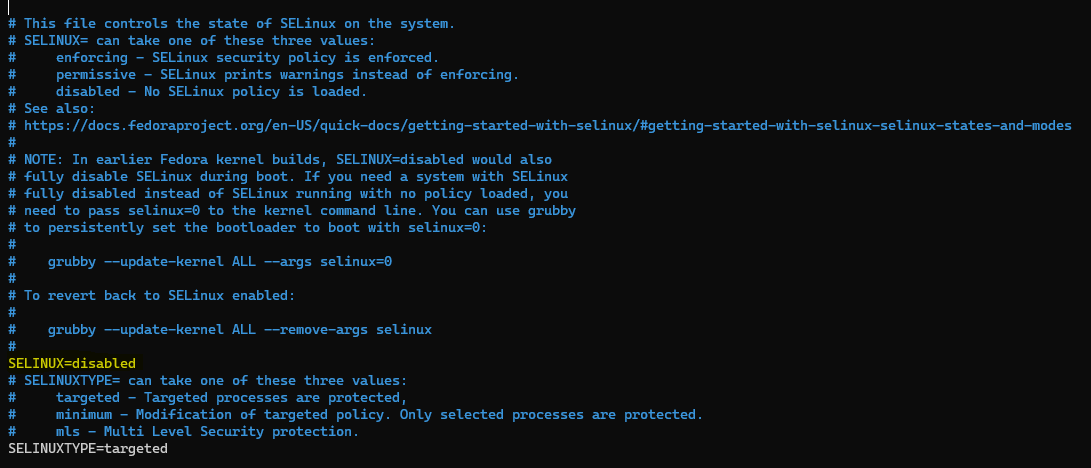 # This file controls the state of SELinux on the system.
# SELINUX= can take one of these three values:
#     enforcing - SELinux security policy is enforced.
#     permissive - SELinux prints warnings instead of enforcing.
#     disabled - No SELinux policy is loaded.
# See also:
# https://docs.fedoraproject.org/en-US/quick-docs/getting-started-with-selinux/#getting-started-with-selinux-selinux-states-and-modes
#
# NOTE: In earlier Fedora kernel builds, SELINUX=disabled would also
# fully disable SELinux during boot. If you need a system with SELinux
# fully disabled instead of SELinux running with no policy loaded, you
# need to pass selinux=0 to the kernel command line. You can use grubby
# to persistently set the bootloader to boot with selinux=0:
#
#    grubby --update-kernel ALL --args selinux=0
#
# To revert back to SELinux enabled:
#
#    grubby --update-kernel ALL --remove-args selinux
#
SELINUX=disabled
# SELINUXTYPE= can take one of these three values:
#     targeted - Targeted processes are protected,
#     minimum - Modification of targeted policy. Only selected processes are protected.
#     mls - Multi Level Security protection.
SELINUXTYPE=targeted